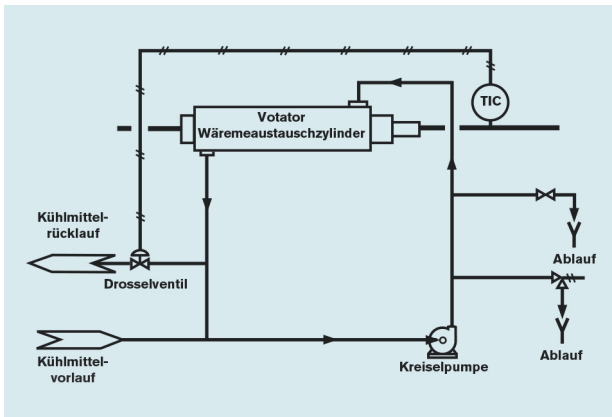 TIC
Votator
Wäremeaustauschzylinder
Kühlmittel-
rücklauf
Drosselventil
Ablauf
Kühlmittel-
vorlauf
Kreiselpumpe
Ablauf